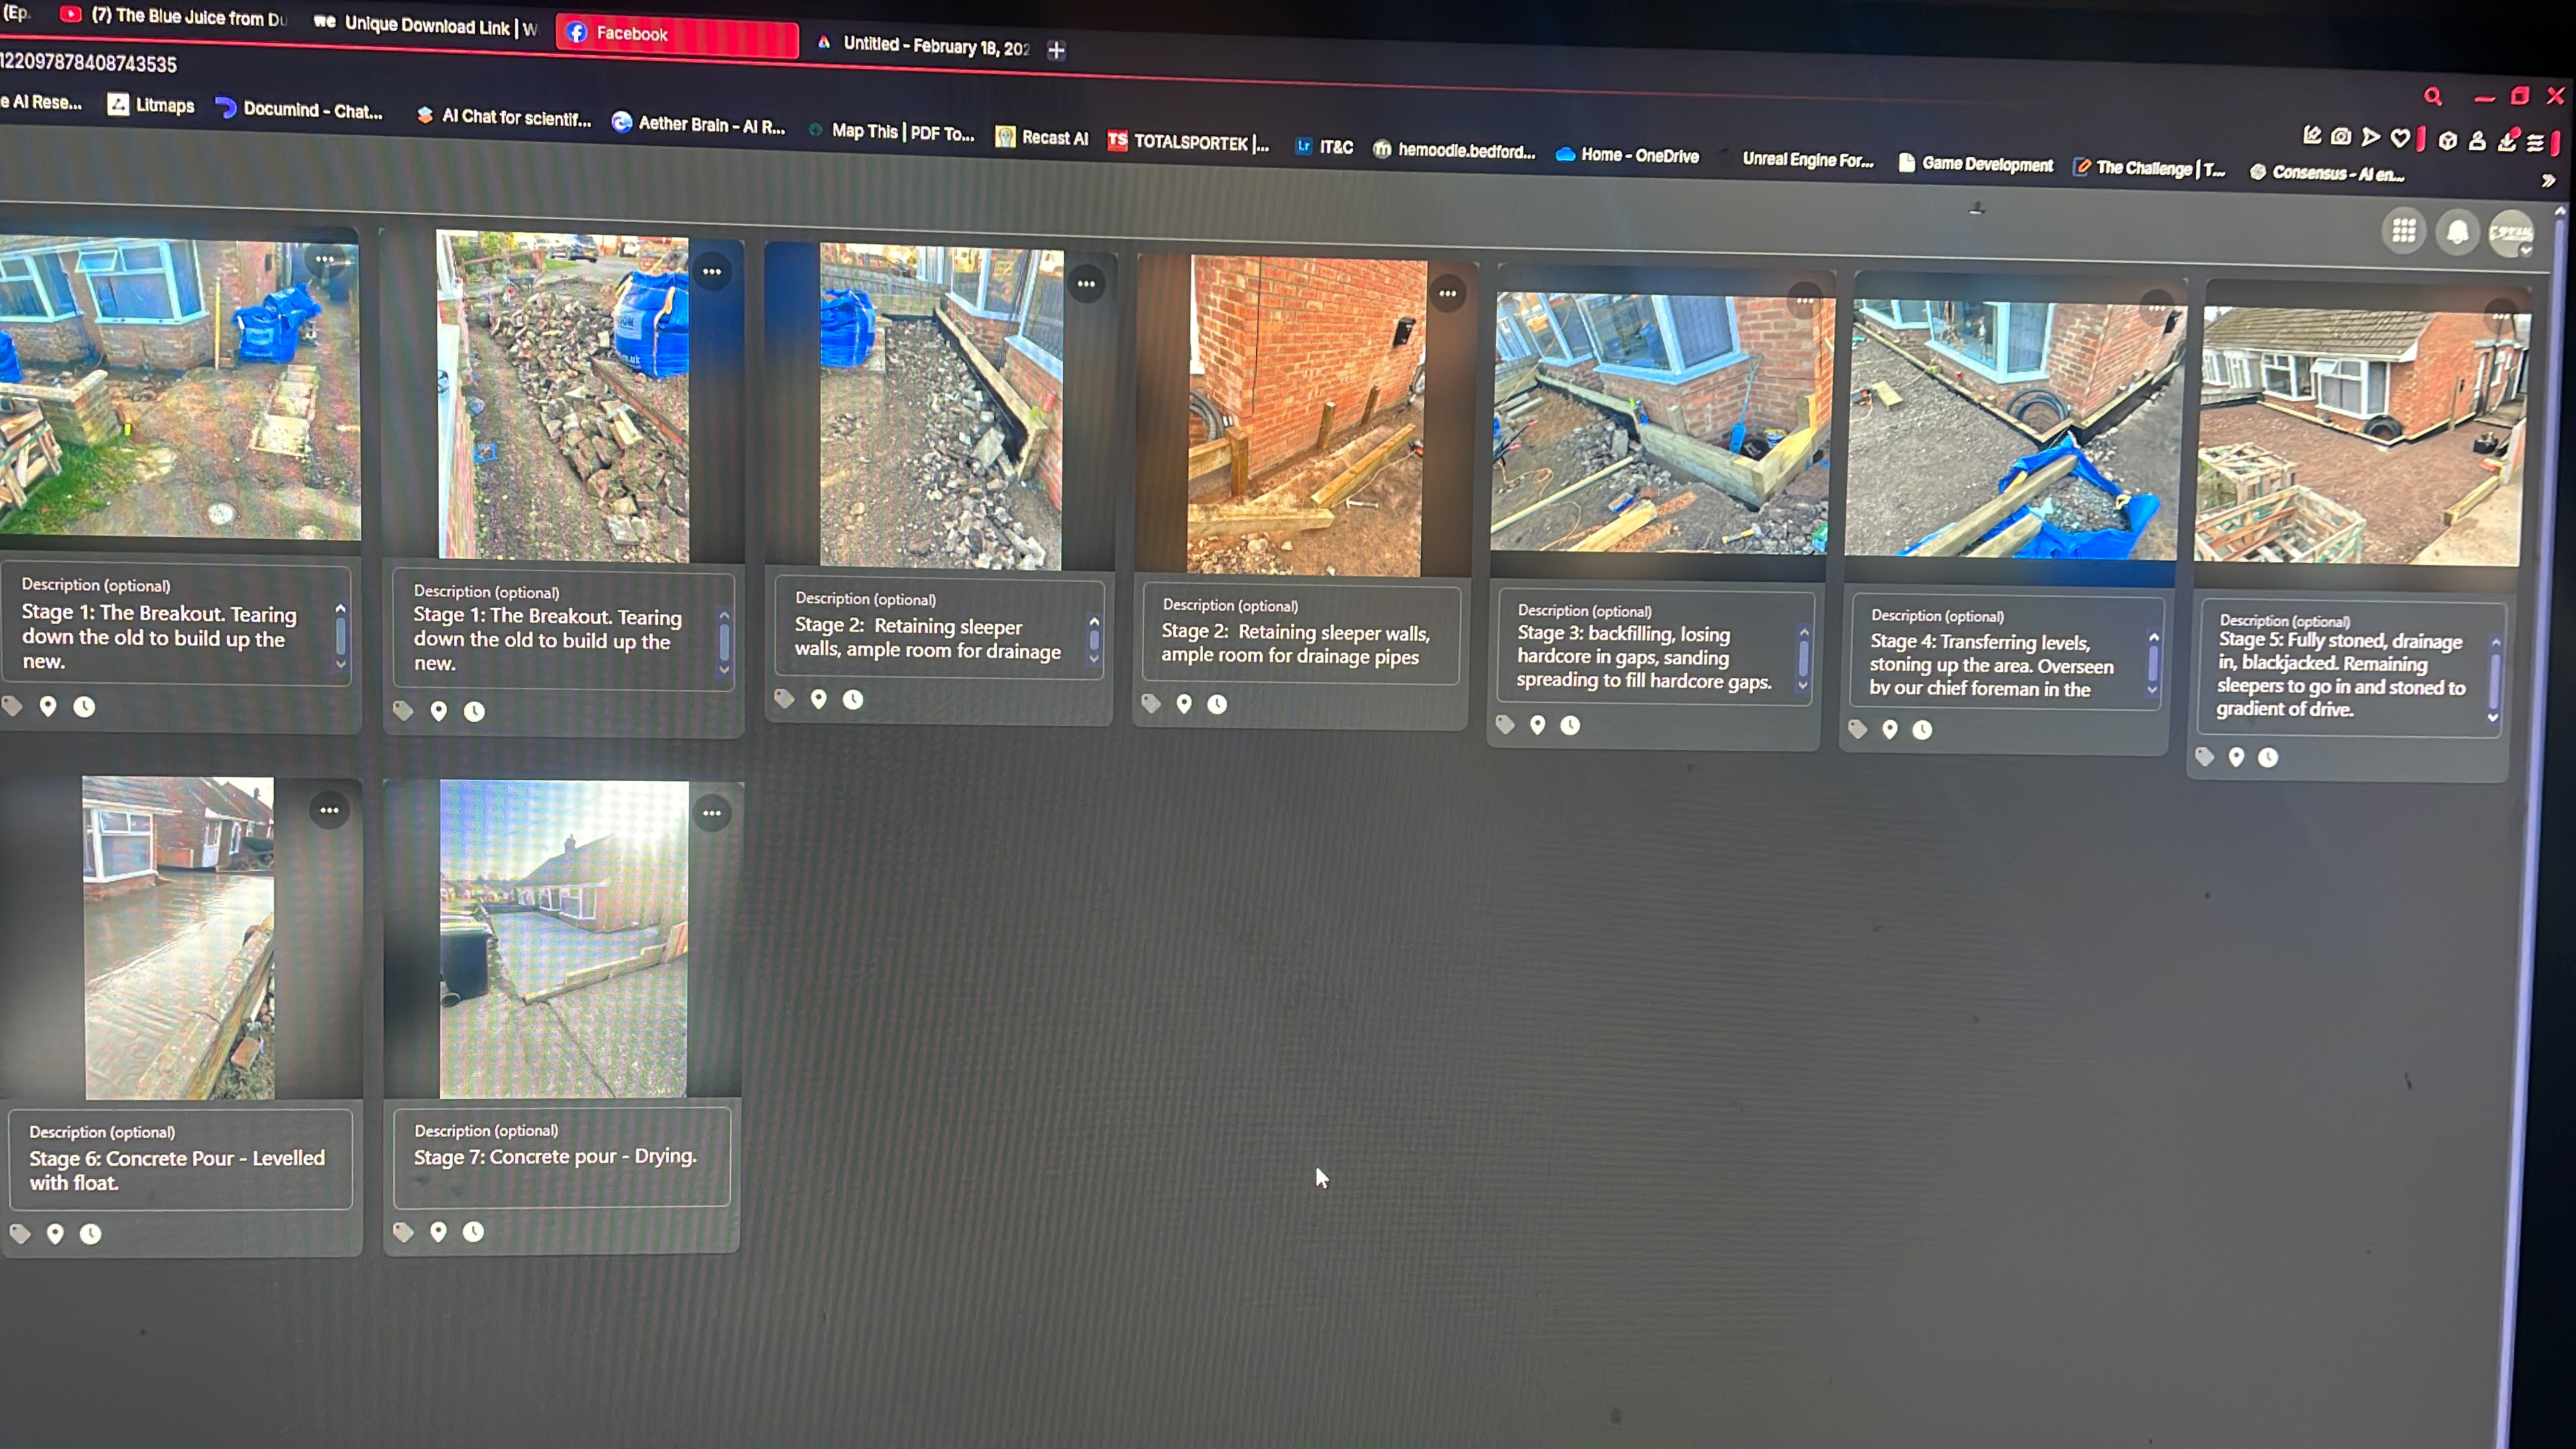 (Ep.
(7) The Blue Juice from Du
we Unique Download Link | W
Facebook
Untitled - February 18, 202
122097878408743535
e AI Rese...
Litmaps
Documind - Chat...
AI Chat for scientif...
Aether Brain - AI R...
Map This | PDF To...
Recast AI
TS TOTALSPORTEK |...
Lr IT&C
m hemoodle.bedford...
Home - OneDrive
Unreal Engine For...
Game Development
The Challenge | T...
Consensus - AI en...
Description (optional)
Stage 1: The Breakout. Tearing
down the old to build up the
new.
Description (optional)
Stage 1: The Breakout. Tearing
down the old to build up the
new.
Description (optional)
Stage 2: Retaining sleeper
walls, ample room for drainage
Description (optional)
Stage 2: Retaining sleeper walls,
ample room for drainage pipes
Description (optional)
Stage 3: backfilling, losing
hardcore in gaps, sanding
spreading to fill hardcore gaps.
Description (optional)
Stage 4: Transferring levels,
stoning up the area. Overseen
by our chief foreman in the
Description (optional)
Stage 5: Fully stoned, drainage
in, blackjacked. Remaining
sleepers to go in and stoned to
gradient of drive.
Description (optional)
Stage 6: Concrete Pour - Levelled
with float.
Description (optional)
Stage 7: Concrete pour - Drying.